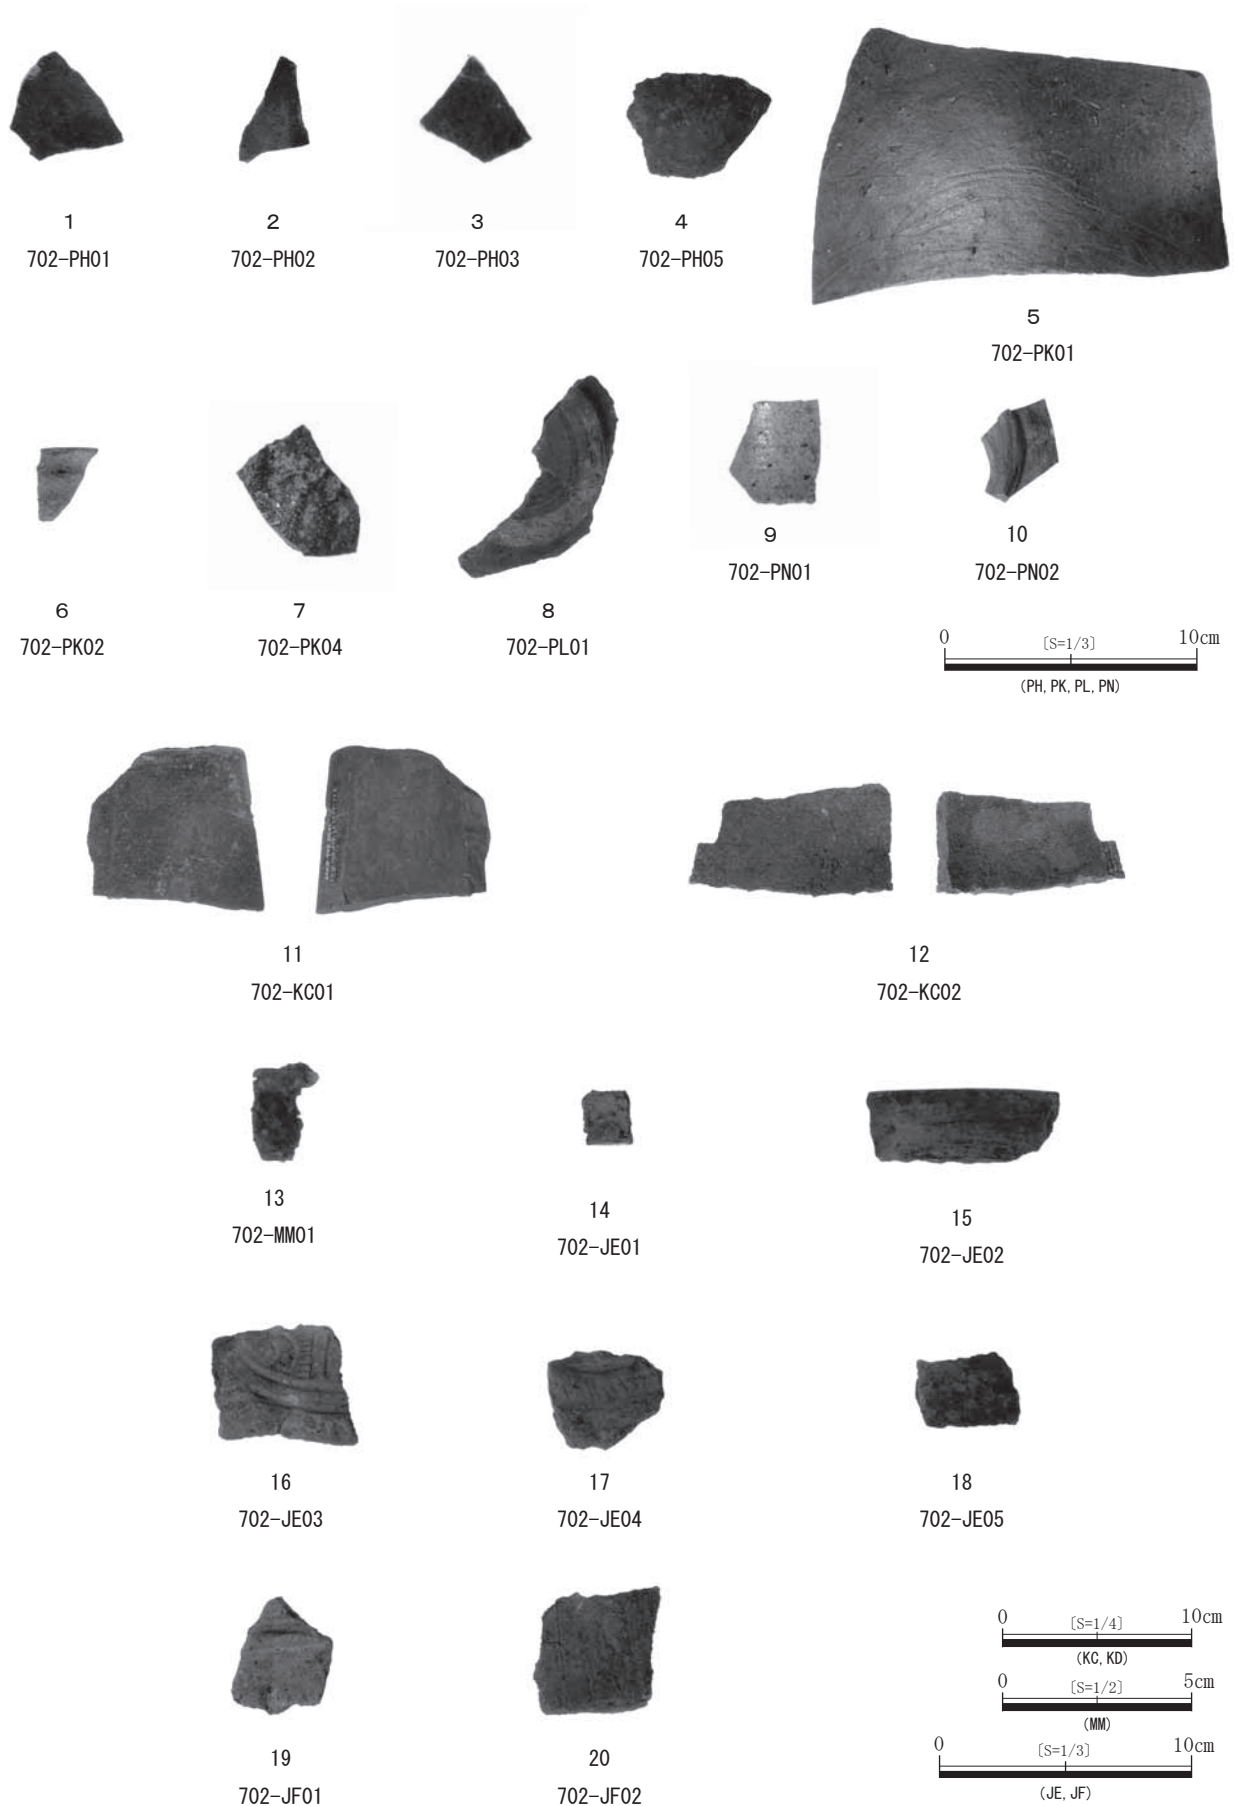 1
702-PH01
2
702-PH02
3
702-PH03
4
702-PH05
5
702-PK01
6
702-PK02
7
702-PK04
8
702-PL01
9
702-PN01
10
702-PN02
0 [S=1/3] 10cm
(PH, PK, PL, PN)
11
702-KC01
12
702-KC02
13
702-MM01
14
702-JE01
15
702-JE02
16
702-JE03
17
702-JE04
18
702-JE05
19
702-JF01
20
702-JF02
0 [S=1/4] 10cm
(KC, KD)
0 [S=1/2] 5cm
(MM)
0 [S=1/3] 10cm
(JE, JF)